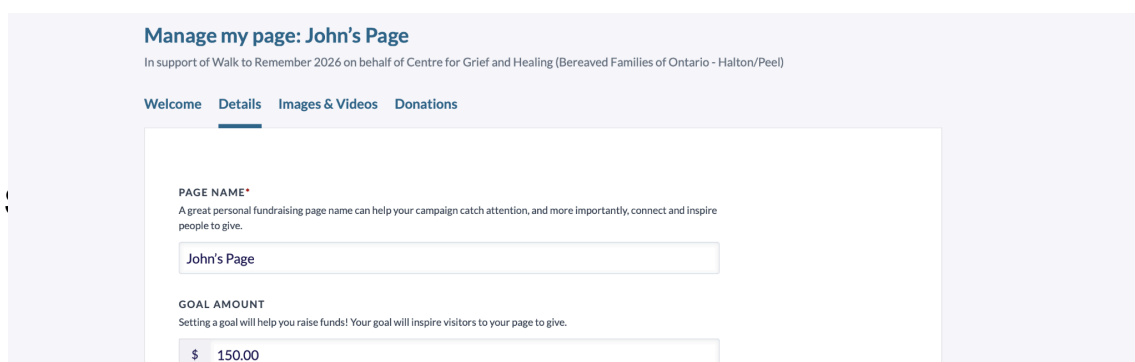 Manage my page: John's Page
In support of Walk to Remember 2026 on behalf of Centre for Grief and Healing (Bereaved Families of Ontario - Halton/Peel)
Welcome Details Images & Videos Donations
PAGE NAME*
A great personal fundraising page name can help your campaign catch attention, and more importantly, connect and inspire
people to give.
John's Page
GOAL AMOUNT
Setting a goal will help you raise funds! Your goal will inspire visitors to your page to give.
$ 150.00